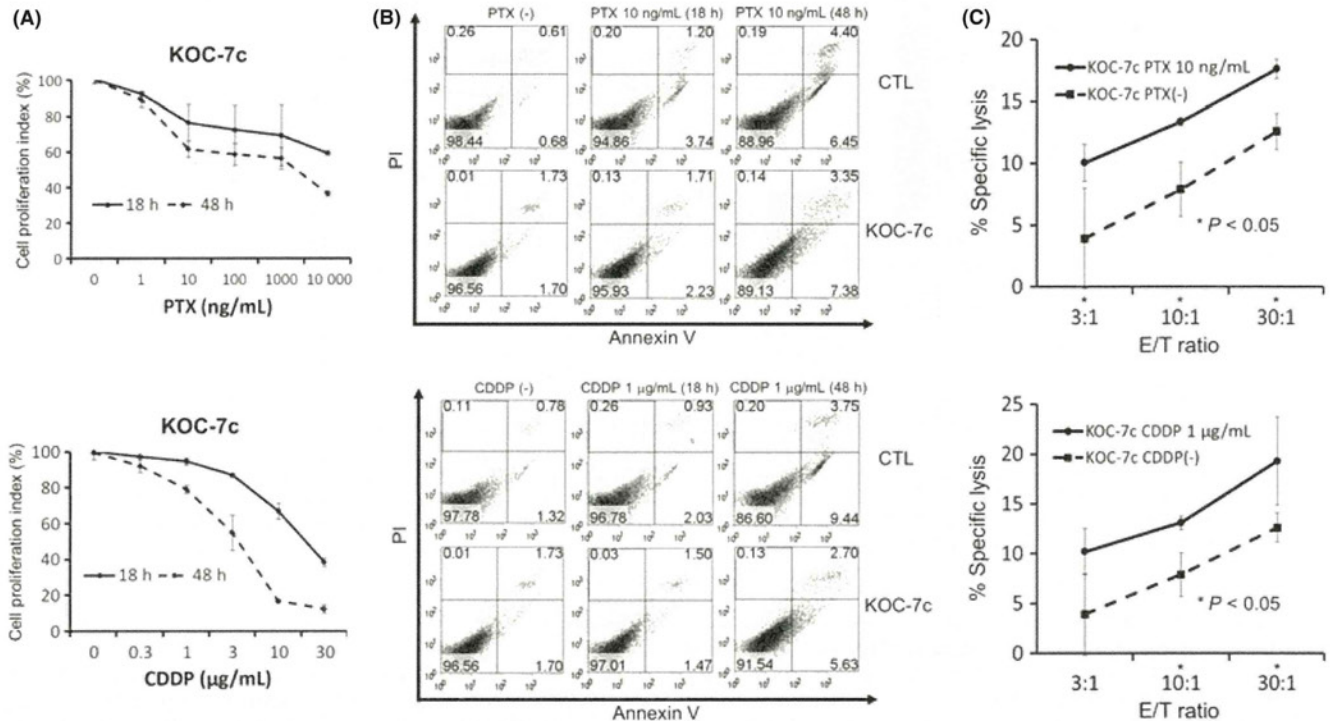 (A)
KOC-7c
Cell proliferation index (%)
100
80
60
40
20
0
18 h 48 h
0 1 10 100 1000 10 000
PTX (ng/mL)
KOC-7c
Cell proliferation index (%)
100
80
60
40
20
0
18 h 48 h
0 0.3 1 3 10 30
CDDP (µg/mL)
(B)
PI
PTX (-) PTX 10 ng/mL (18 h) PTX 10 ng/mL (48 h)
0.26 0.61 0.20 1.20 0.19 4.40
CTL
98.44 0.68 94.86 3.74 88.96 6.45
0.01 1.73 0.13 1.71 0.14 3.35
KOC-7c
96.56 1.70 95.93 2.23 89.13 7.38
Annexin V
PI
CDDP (-) CDDP 1 µg/mL (18 h) CDDP 1 µg/mL (48 h)
0.11 0.78 0.26 0.93 0.20 3.75
CTL
97.78 1.32 96.78 2.03 86.60 9.44
0.01 1.73 0.03 1.50 0.13 2.70
KOC-7c
96.56 1.70 97.01 1.47 91.54 5.63
Annexin V
(C)
% Specific lysis
20
15
10
5
0
KOC-7c PTX 10 ng/mL
KOC-7c PTX(-)
* P < 0.05
* * *
3:1 10:1 30:1
E/T ratio
% Specific lysis
25
20
15
10
5
0
KOC-7c CDDP 1 µg/mL
KOC-7c CDDP(-)
* P < 0.05
* *
3:1 10:1 30:1
E/T ratio